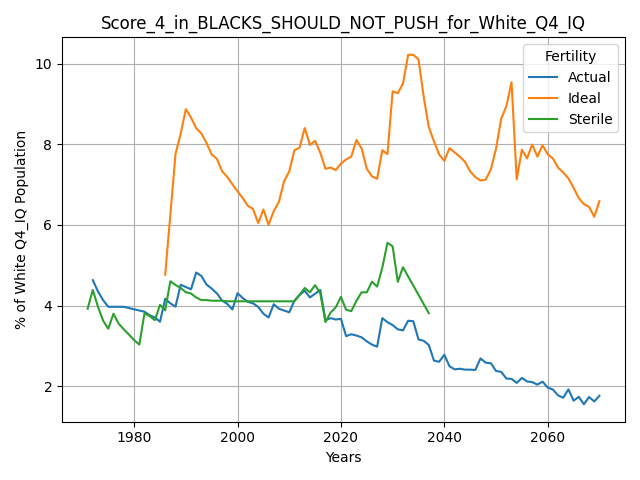 Score_4_in_BLACKS_SHOULD_NOT_PUSH_for_White_Q4_IQ
Fertility
Actual
Ideal
Sterile
% of White Q4_IQ Population
10
8
6
4
2
1980
2000
2020
2040
2060
Years